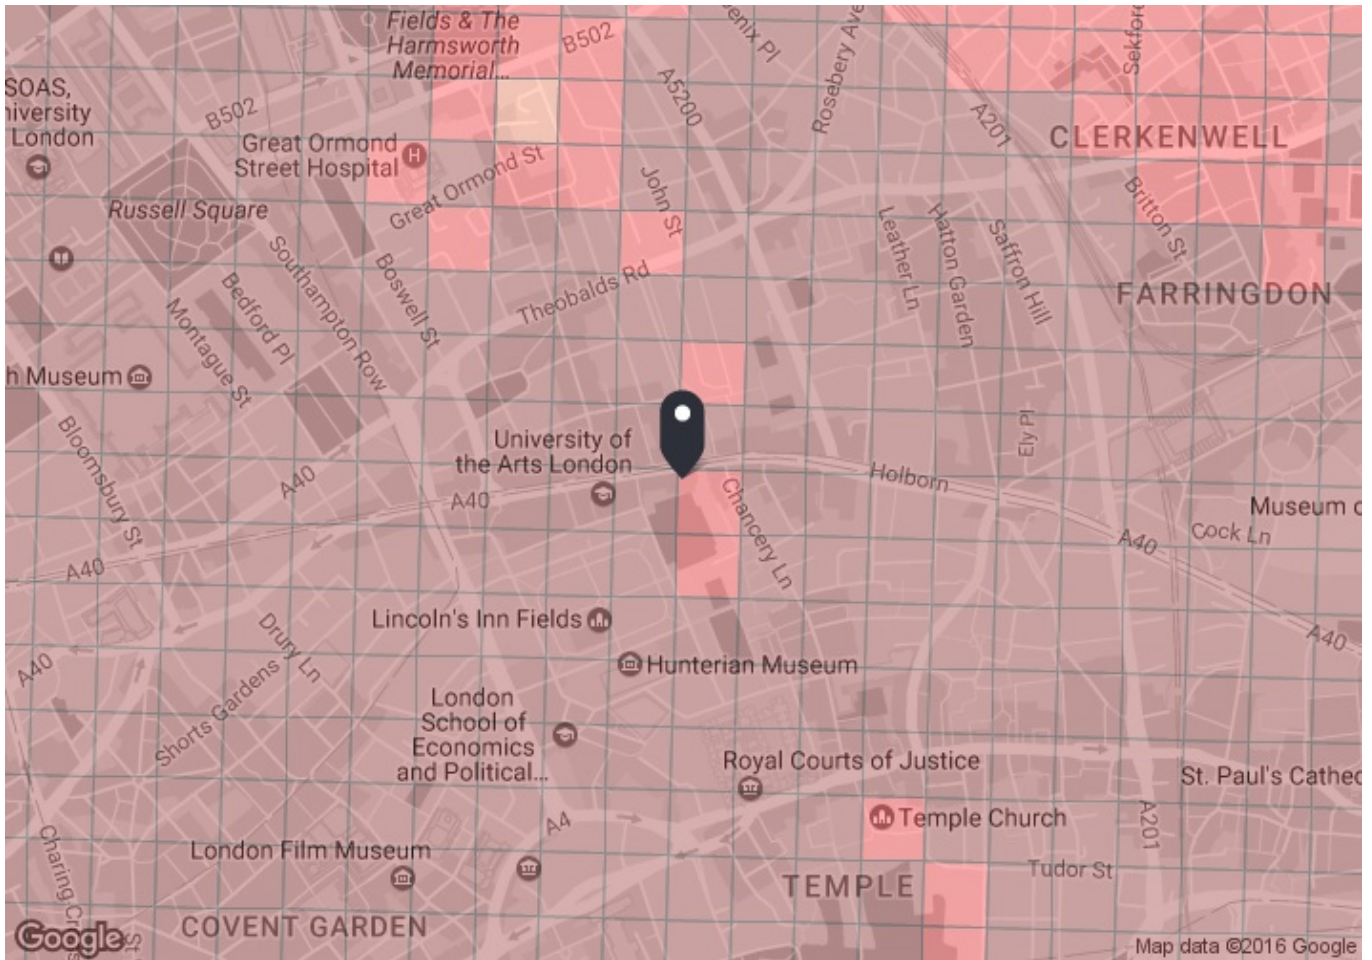 Fields & The
Harmsworth
Memorial...
B502
enix Pl
Rosebery Ave
Sekford
SOAS,
niversity
London
B502
A5200
A201
CLERKENWELL
Great Ormond
Street Hospital
H
Great Ormond St
John St
Britton St
Russell Square
Leather Ln
Hatton Garden
Saffron Hill
Southampton Row
Boswell St
Bedford Pl
Montague St
Theobalds Rd
FARRINGDON
h Museum
Bloomsbury St
University of
the Arts London
Ely Pl
A40
A40
Holborn
Chancery Ln
Museum o
Cock Ln
A40
A40
Lincoln's Inn Fields
A40
Drury Ln
Hunterian Museum
A40
Shorts Gardens
London
School of
Economics
and Political...
Royal Courts of Justice
St. Paul's Cathed
A4
Temple Church
A201
Charing Cr
St
London Film Museum
Tudor St
TEMPLE
COVENT GARDEN
Google
Map data ©2016 Google